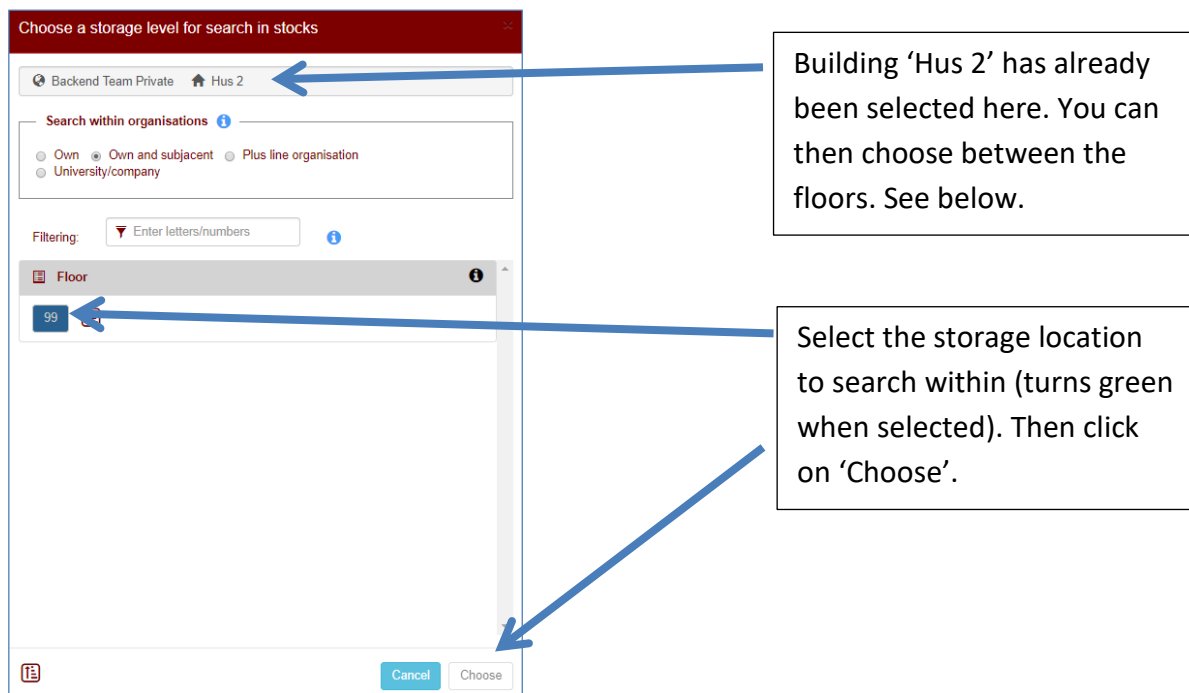 Choose a storage level for search in stocks
Backend Team Private Hus 2
Search within organisations
Own Own and subjacent Plus line organisation
University/company
Filtering: Enter letters/numbers
Floor
99
Cancel Choose
Building ‘Hus 2’ has already
been selected here. You can
then choose between the
floors. See below.
Select the storage location
to search within (turns green
when selected). Then click
on ‘Choose’.